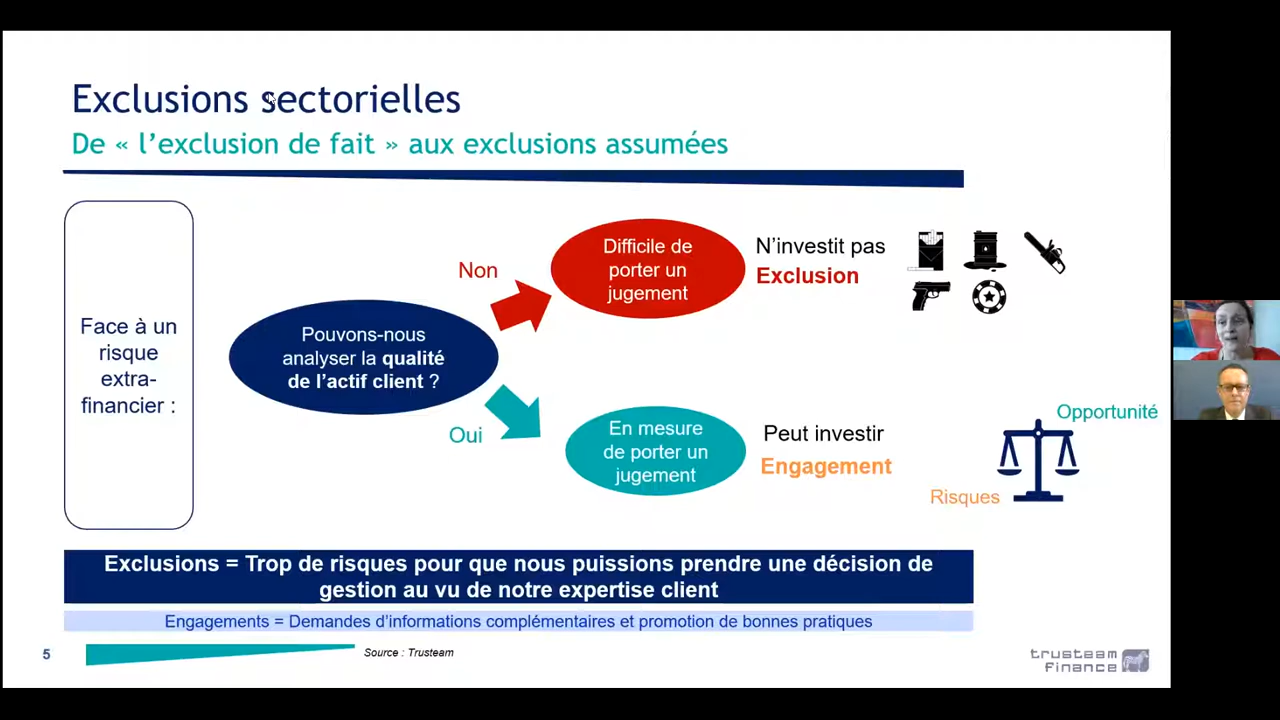 Exclusions sectorielles
De « l’exclusion de fait » aux exclusions assumées
Face à un
risque
extra-
financier :
Pouvons-nous
analyser la qualité
de l’actif client ?
Non
Difficile de
porter un
jugement
N’investit pas
Exclusion
Oui
En mesure
de porter un
jugement
Peut investir
Engagement
Opportunité
Risques
Exclusions = Trop de risques pour que nous puissions prendre une décision de
gestion au vu de notre expertise client
Engagements = Demandes d’informations complémentaires et promotion de bonnes pratiques
5
Source : Trusteam
trusteam
finance